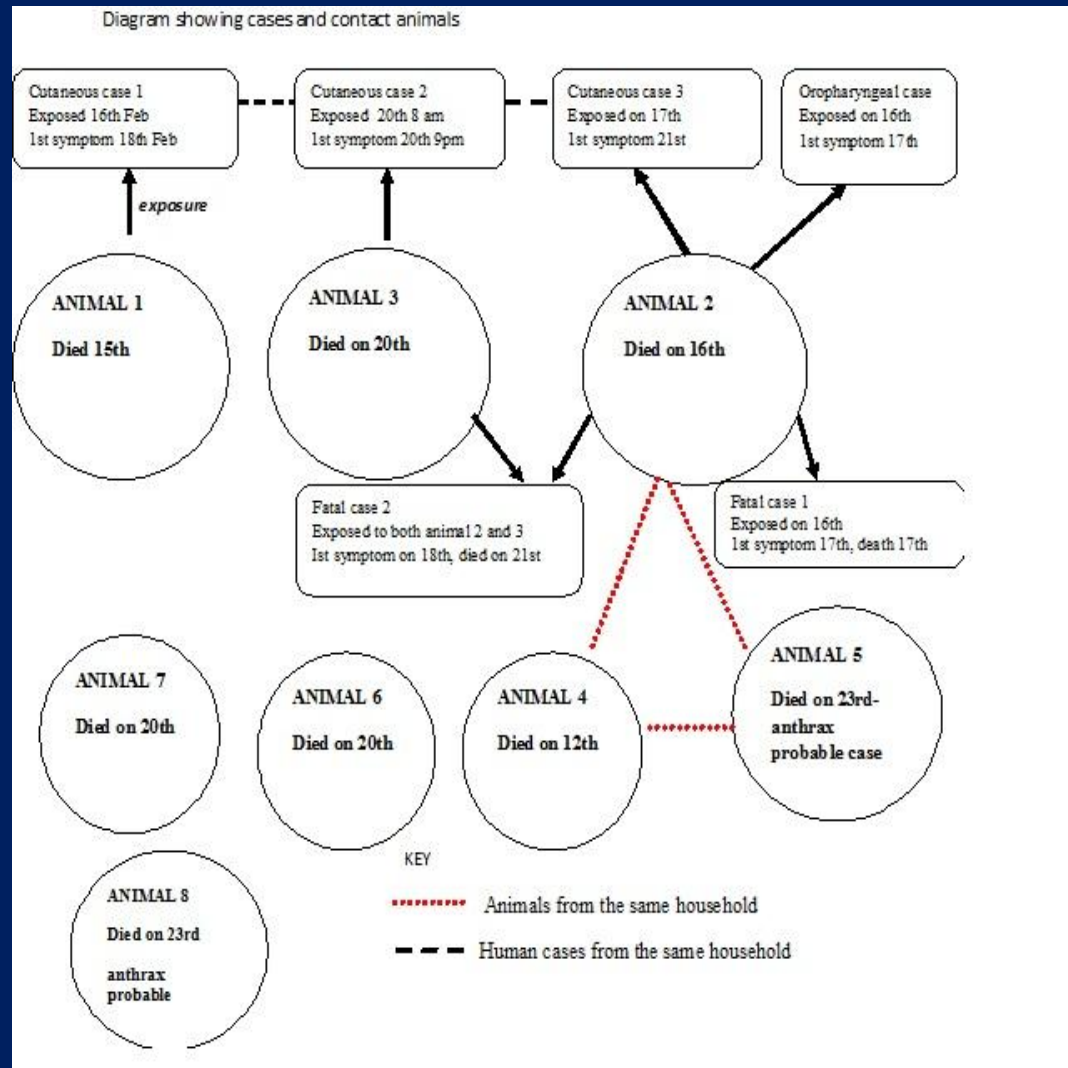 Diagram showing cases and contact animals
Cutaneous case 1
Exposed 16th Feb
1st symptom 18th Feb
Cutaneous case 2
Exposed 20th 8 am
1st symptom 20th 9pm
Cutaneous case 3
Exposed on 17th
1st symptom 21st
Oropharyngeal case
Exposed on 16th
1st symptom 17th
exposure
ANIMAL 1
Died 15th
ANIMAL 3
Died on 20th
ANIMAL 2
Died on 16th
Fatal case 2
Exposed to both animal 2 and 3
Ist symptom on 18th, died on 21st
Fatal case 1
Exposed on 16th
1st symptom 17th, death 17th
ANIMAL 7
Died on 20th
ANIMAL 6
Died on 20th
ANIMAL 4
Died on 12th
ANIMAL 5
Died on 23rd-
anthrax
probable case
ANIMAL 8
Died on 23rd
anthrax
probable
KEY
Animals from the same household
Human cases from the same household